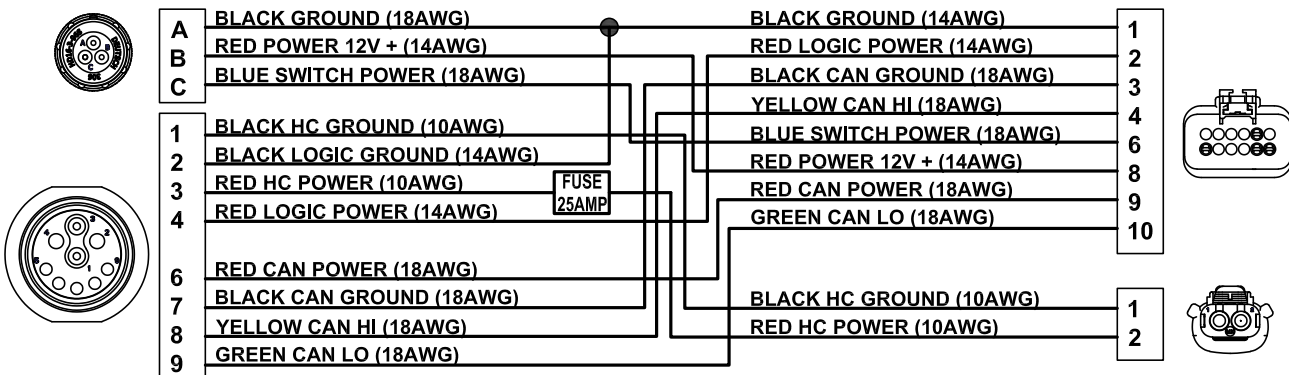 A BLACK GROUND (18AWG) BLACK GROUND (14AWG) 1
B RED POWER 12V + (14AWG) RED LOGIC POWER (14AWG) 2
C BLUE SWITCH POWER (18AWG) BLACK CAN GROUND (18AWG) 3
YELLOW CAN HI (18AWG) 4
1 BLACK HC GROUND (10AWG) BLUE SWITCH POWER (18AWG) 6
2 BLACK LOGIC GROUND (14AWG) RED POWER 12V + (14AWG) 8
3 RED HC POWER (10AWG) FUSE RED CAN POWER (18AWG) 9
25AMP
4 RED LOGIC POWER (14AWG) GREEN CAN LO (18AWG) 10
6 RED CAN POWER (18AWG)
7 BLACK CAN GROUND (18AWG) BLACK HC GROUND (10AWG) 1
8 YELLOW CAN HI (18AWG) RED HC POWER (10AWG) 2
9 GREEN CAN LO (18AWG)
A B
C
3
4 2
1